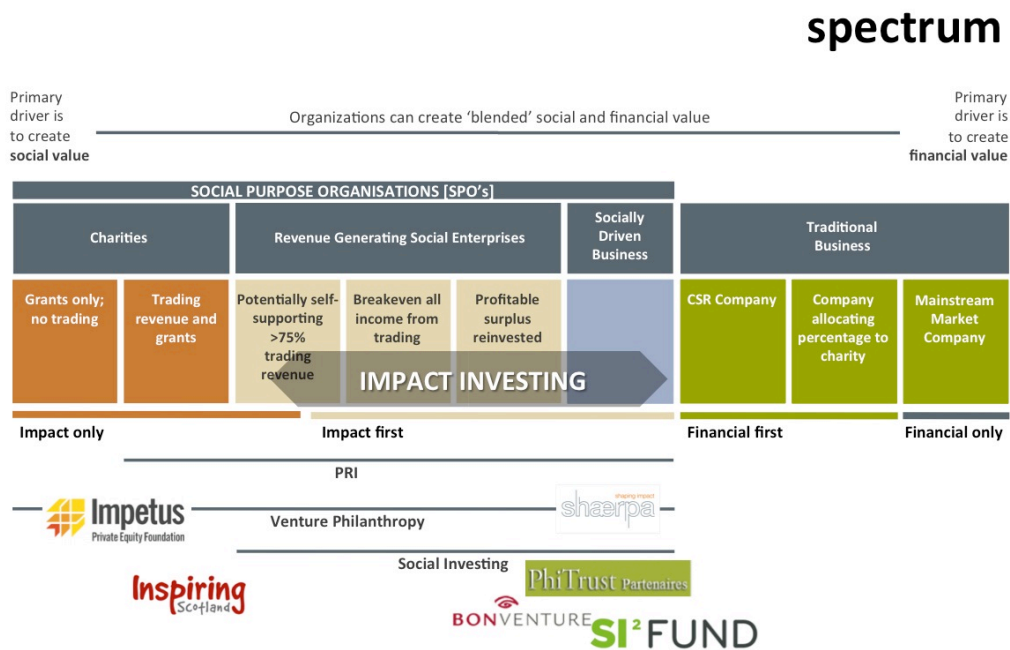 spectrum
Primary
driver is
to create
social value
Organizations can create ‘blended’ social and financial value
Primary
driver is
to create
financial value
SOCIAL PURPOSE ORGANISATIONS [SPO’s]
Charities
Revenue Generating Social Enterprises
Socially
Driven
Business
Traditional
Business
Grants only;
no trading
Trading
revenue and
grants
Potentially self-
supporting
>75%
trading
revenue
Breakeven all
income from
trading
Profitable
surplus
reinvested
CSR Company
Company
allocating
percentage to
charity
Mainstream
Market
Company
IMPACT INVESTING
Impact only
Impact first
Financial first
Financial only
PRI
Impetus
Private Equity Foundation
Venture Philanthropy
shaping impact
shaerpa
Social Investing
PhiTrust Partenaires
Inspiring
Scotland
BONVENTURE
SI² FUND